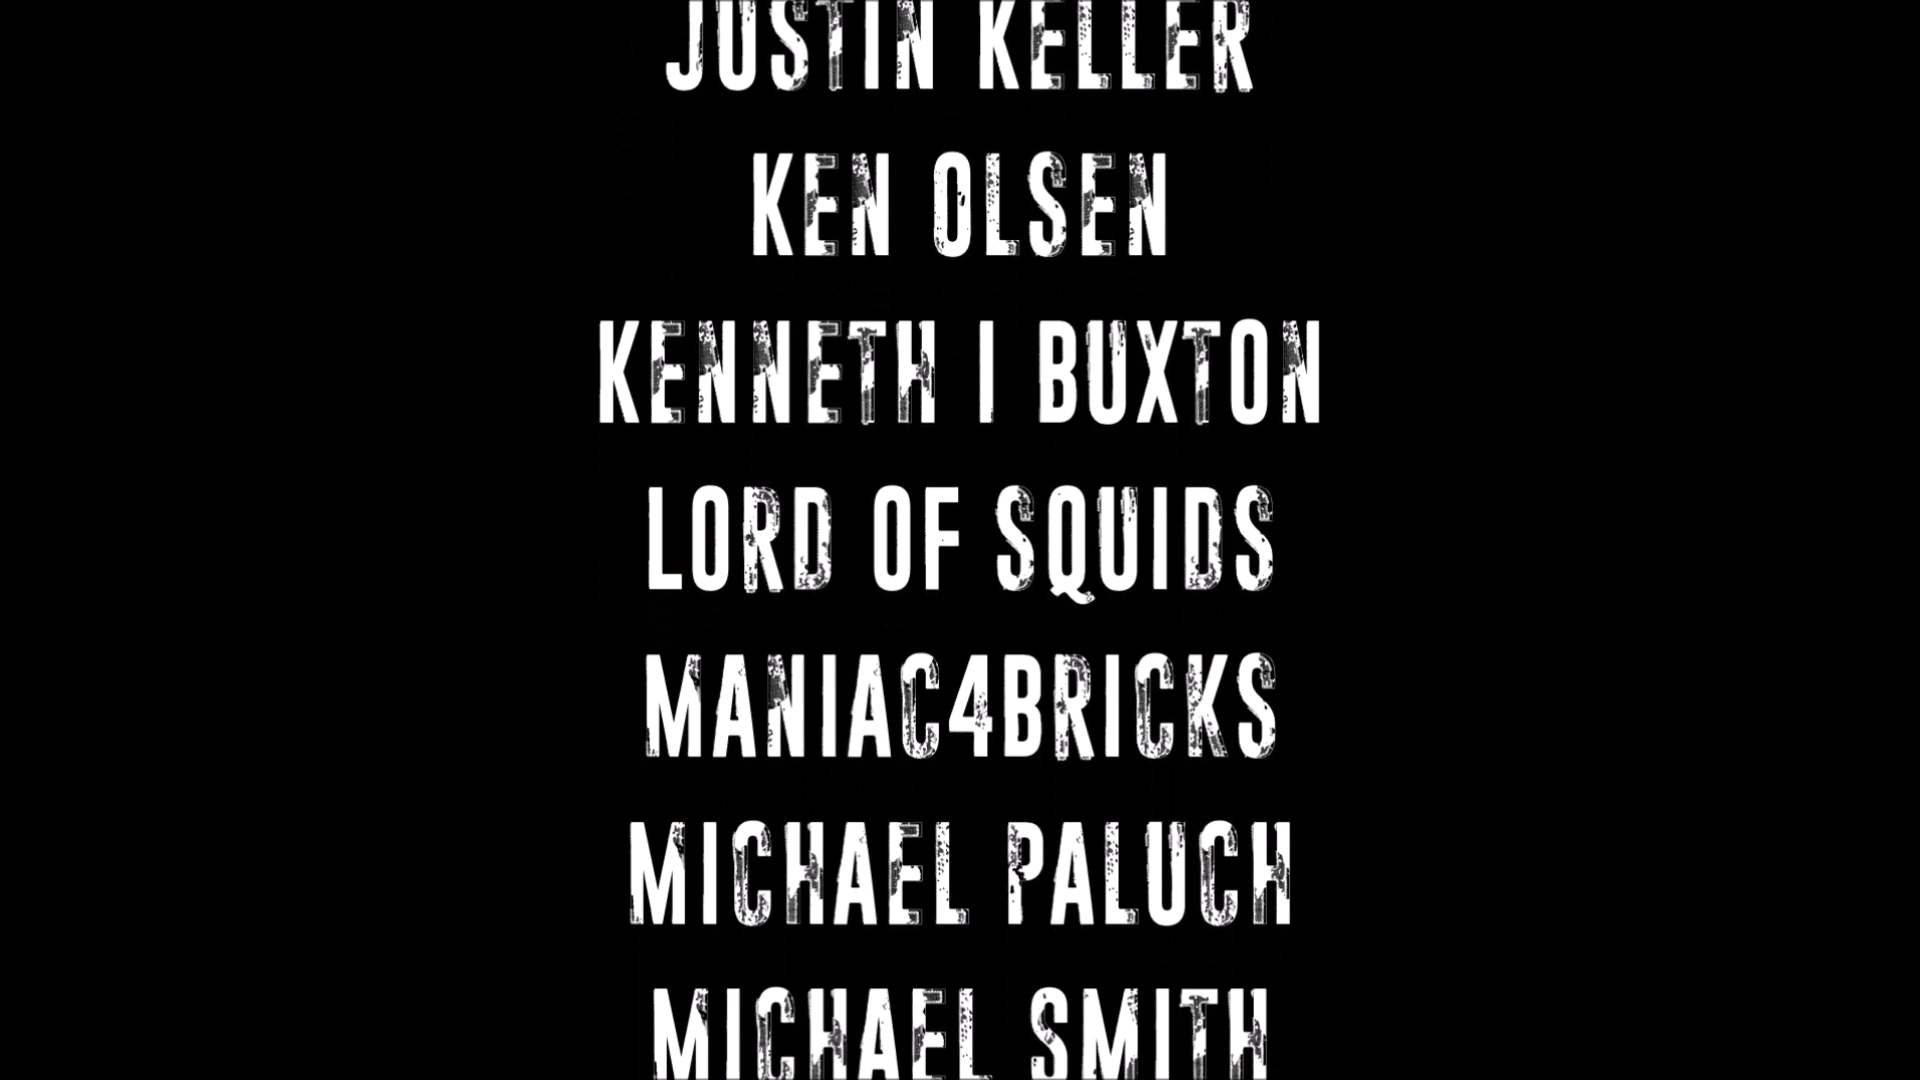 JUSTIN KELLER
KEN OLSEN
KENNETH I BUXTON
LORD OF SQUIDS
MANIAC4BRICKS
MICHAEL PALUCH
MICHAEL SMITH